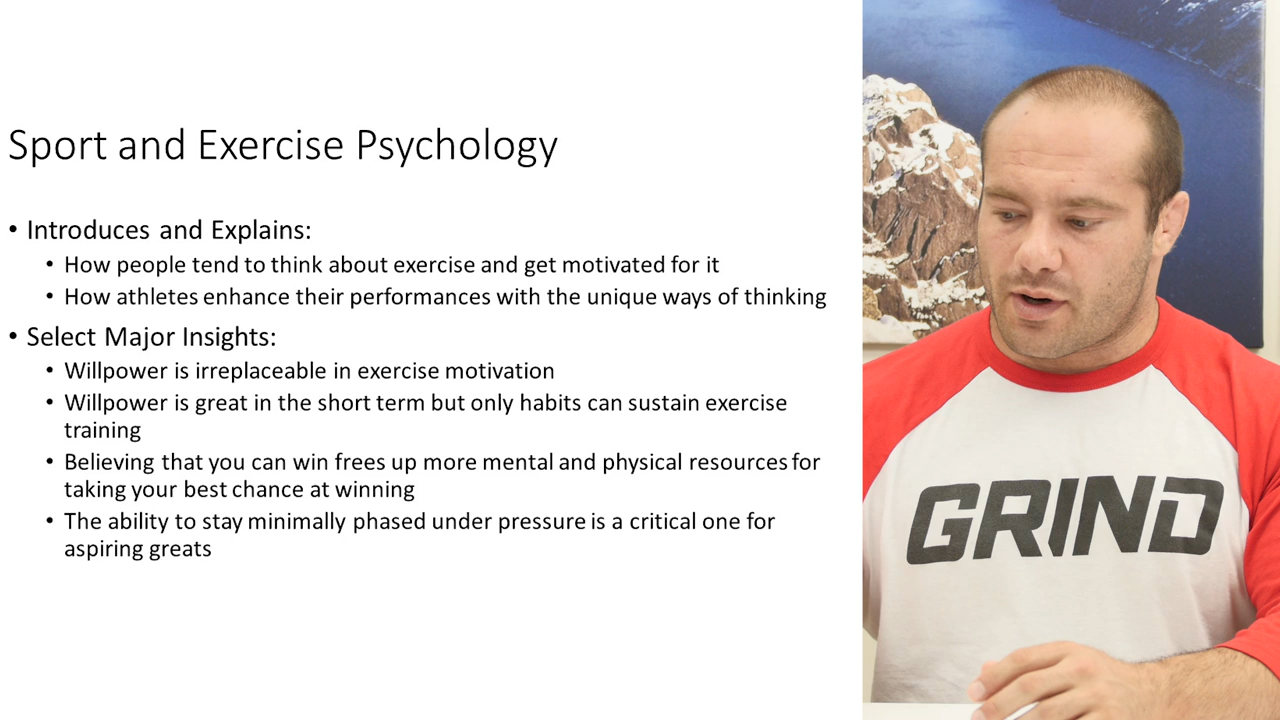 Sport and Exercise Psychology
• Introduces and Explains:
• How people tend to think about exercise and get motivated for it
• How athletes enhance their performances with the unique ways of thinking
• Select Major Insights:
• Willpower is irreplaceable in exercise motivation
• Willpower is great in the short term but only habits can sustain exercise
training
• Believing that you can win frees up more mental and physical resources for
taking your best chance at winning
• The ability to stay minimally phased under pressure is a critical one for
aspiring greats
GRIND